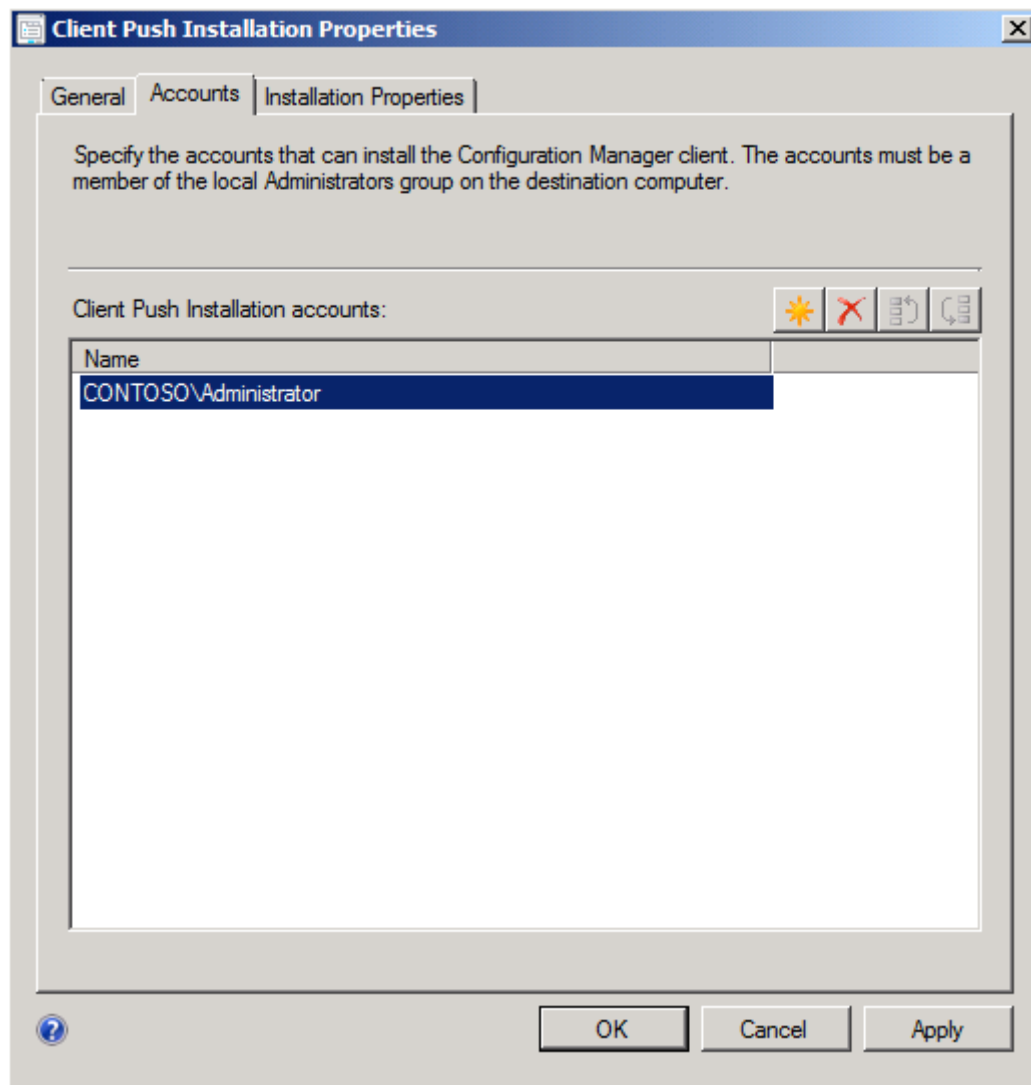 Client Push Installation Properties
General
Accounts
Installation Properties
Specify the accounts that can install the Configuration Manager client. The accounts must be a
member of the local Administrators group on the destination computer.
Client Push Installation accounts:
Name
CONTOSO\Administrator
OK
Cancel
Apply